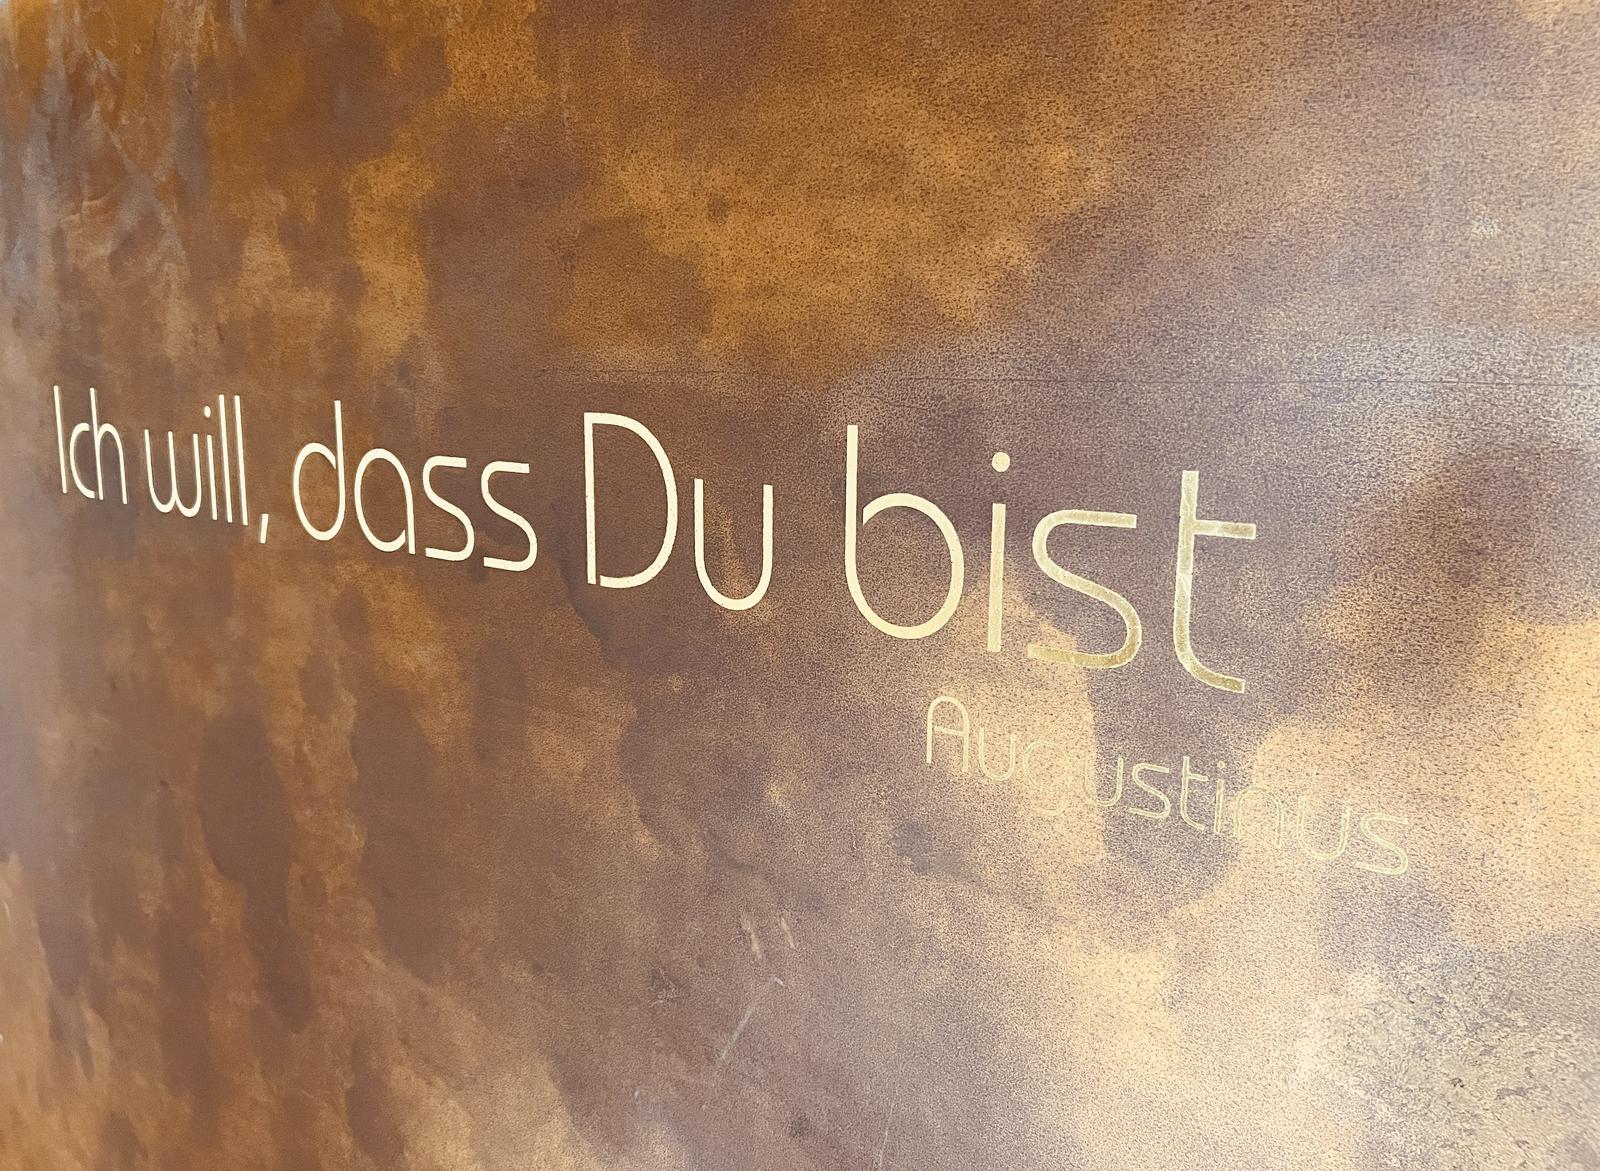 Ich will, dass Du bist
Augustinus